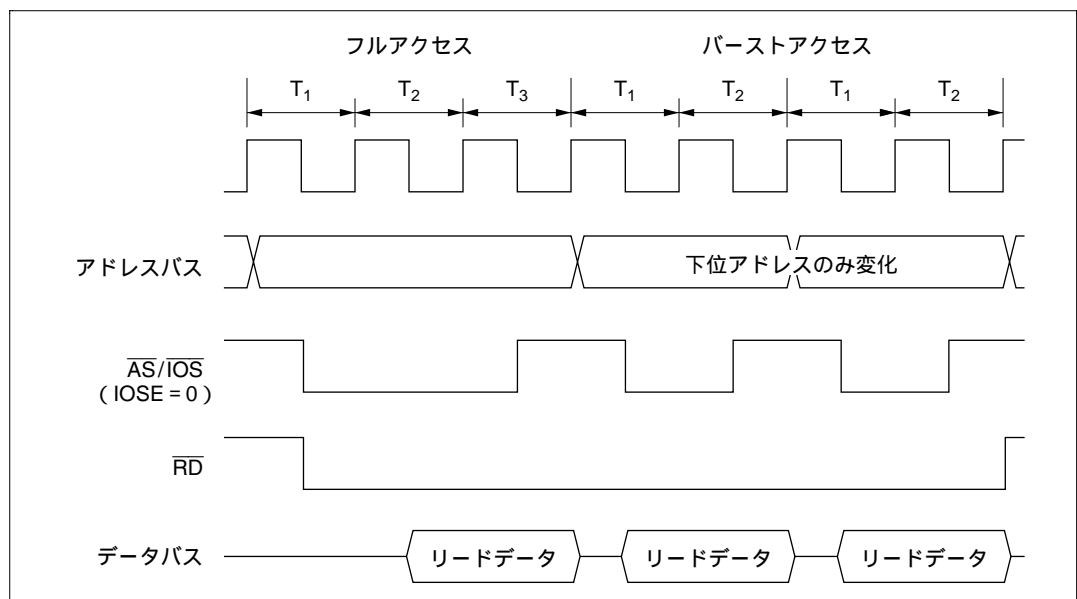 フルアクセス バーストアクセス
T1 T2 T3 T1 T2 T1 T2
アドレスバス 下位アドレスのみ変化
AS/IOS
( IOSE = 0 )
RD
データバス リードデータ リードデータ リードデータ